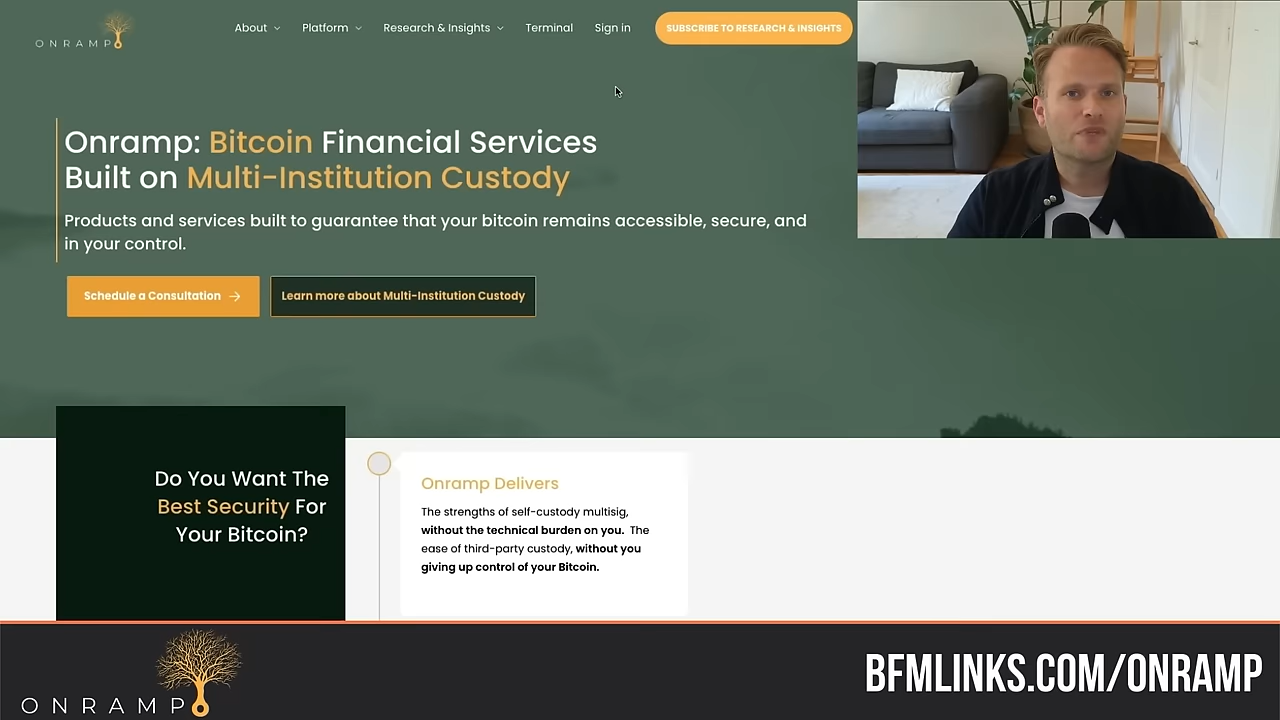 ONRAMP
About
Platform
Research & Insights
Terminal
Sign in
SUBSCRIBE TO RESEARCH & INSIGHTS
Onramp: Bitcoin Financial Services
Built on Multi-Institution Custody
Products and services built to guarantee that your bitcoin remains accessible, secure, and
in your control.
Schedule a Consultation
Learn more about Multi-Institution Custody
Do You Want The
Best Security For
Your Bitcoin?
Onramp Delivers
The strengths of self-custody multisig,
without the technical burden on you. The
ease of third-party custody, without you
giving up control of your Bitcoin.
ONRAMP
BFMLINKS.COM/ONRAMP